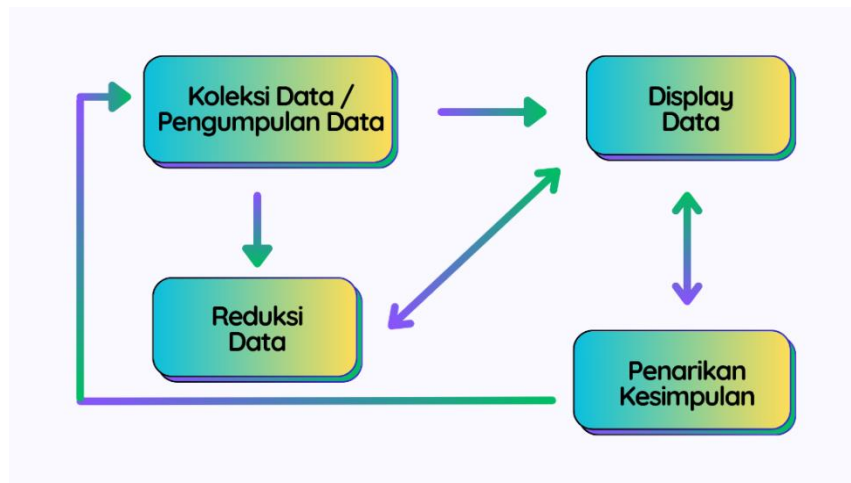 Koleksi Data /
Pengumpulan Data
Display
Data
Reduksi
Data
Penarikan
Kesimpulan